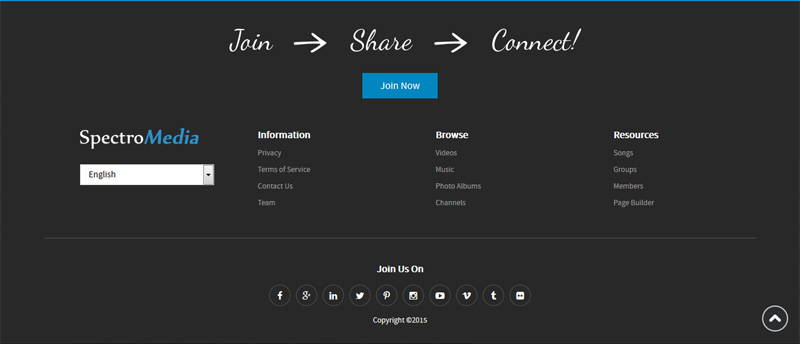 Join → Share → Connect!
Join Now
SpectroMedia
English
Information
Privacy
Terms of Service
Contact Us
Team
Browse
Videos
Music
Photo Albums
Channels
Resources
Songs
Groups
Members
Page Builder
Join Us On
Copyright ©2015